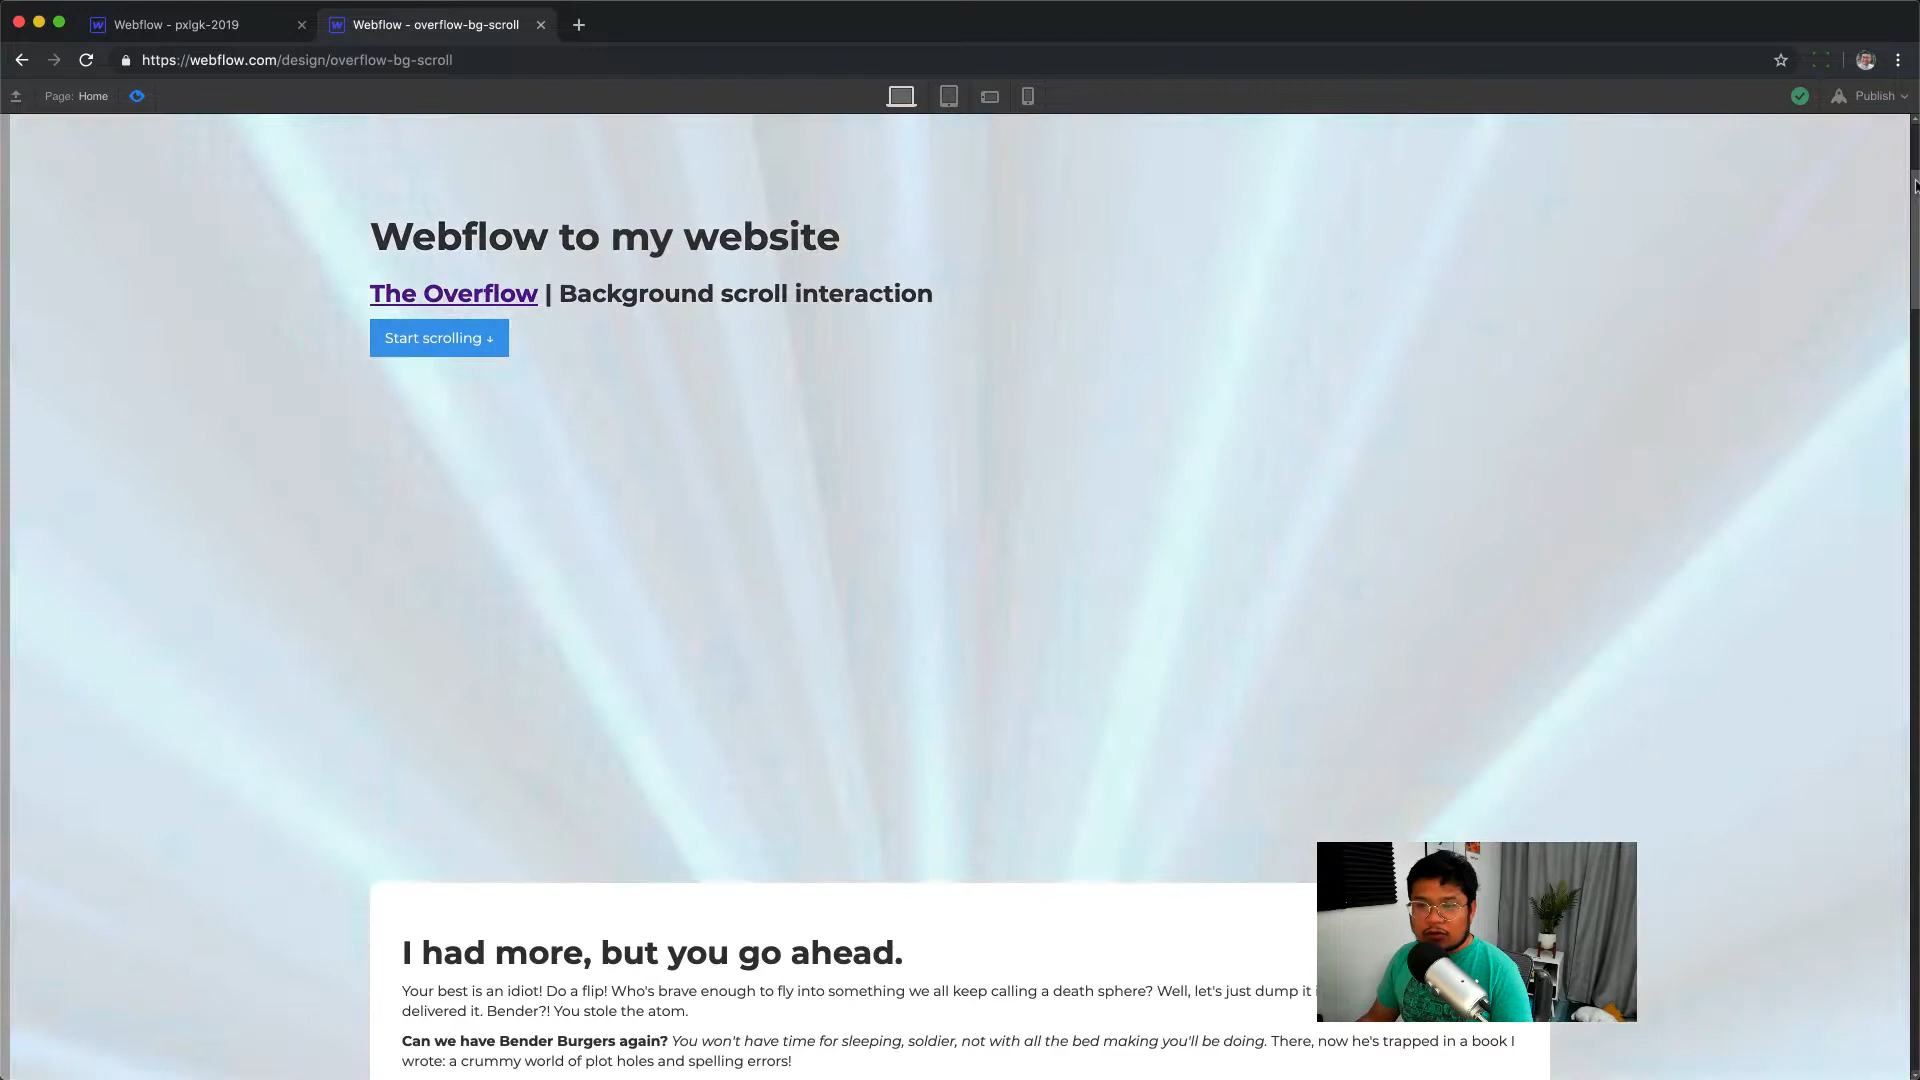 Webflow - pxlgk-2019
Webflow - overflow-bg-scroll
https://webflow.com/design/overflow-bg-scroll
Page: Home
Publish
Webflow to my website
The Overflow | Background scroll interaction
Start scrolling ↓
I had more, but you go ahead.
Your best is an idiot! Do a flip! Who's brave enough to fly into something we all keep calling a death sphere? Well, let's just dump it
delivered it. Bender?! You stole the atom.
Can we have Bender Burgers again? You won't have time for sleeping, soldier, not with all the bed making you'll be doing. There, now he's trapped in a book I
wrote: a crummy world of plot holes and spelling errors!